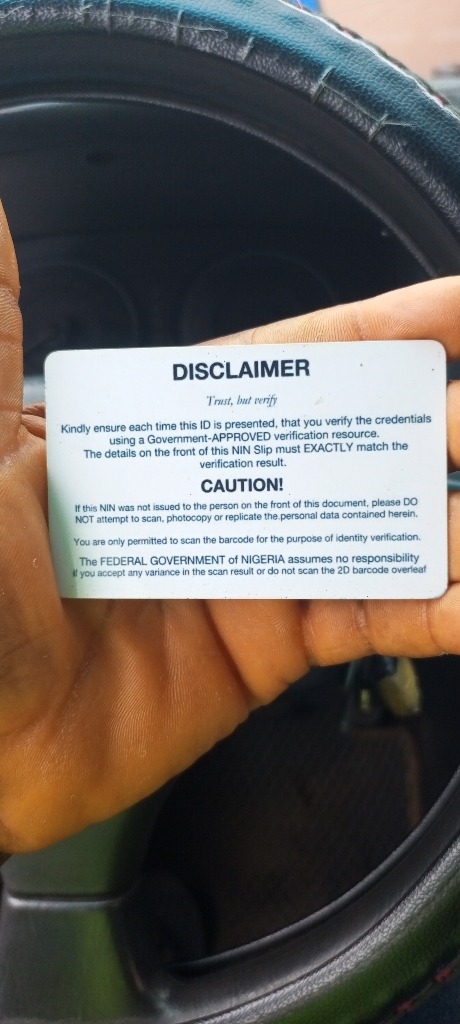 DISCLAIMER
Trust, but verify
Kindly ensure each time this ID is presented, that you verify the credentials
using a Government-APPROVED verification resource.
The details on the front of this NIN Slip must EXACTLY match the
verification result.
CAUTION!
If this NIN was not issued to the person on the front of this document, please DO
NOT attempt to scan, photocopy or replicate the personal data contained herein.
You are only permitted to scan the barcode for the purpose of identity verification.
The FEDERAL GOVERNMENT of NIGERIA assumes no responsibility
if you accept any variance in the scan result or do not scan the 2D barcode overleaf